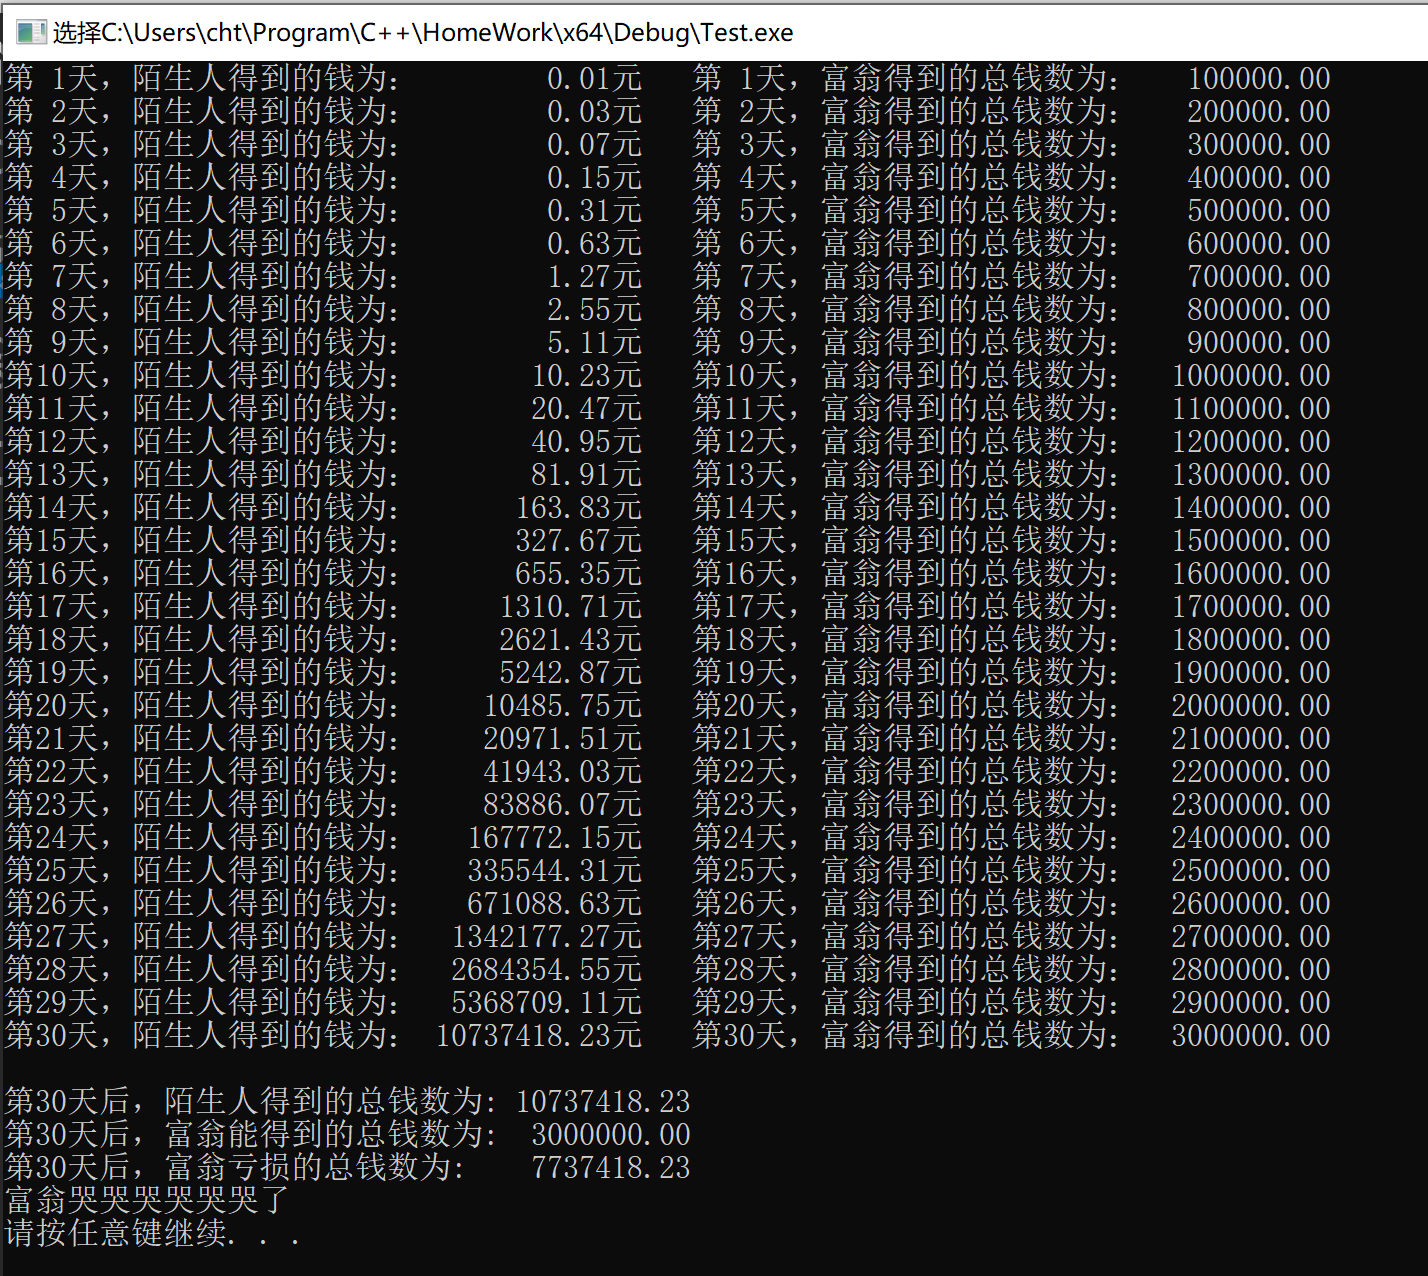 选择C:\Users\cht\Program\C++\HomeWork\x64\Debug\Test.exe
第 1天，陌生人得到的钱为： 0.01元 第 1天，富翁得到的总钱数为： 100000.00
第 2天，陌生人得到的钱为： 0.03元 第 2天，富翁得到的总钱数为： 200000.00
第 3天，陌生人得到的钱为： 0.07元 第 3天，富翁得到的总钱数为： 300000.00
第 4天，陌生人得到的钱为： 0.15元 第 4天，富翁得到的总钱数为： 400000.00
第 5天，陌生人得到的钱为： 0.31元 第 5天，富翁得到的总钱数为： 500000.00
第 6天，陌生人得到的钱为： 0.63元 第 6天，富翁得到的总钱数为： 600000.00
第 7天，陌生人得到的钱为： 1.27元 第 7天，富翁得到的总钱数为： 700000.00
第 8天，陌生人得到的钱为： 2.55元 第 8天，富翁得到的总钱数为： 800000.00
第 9天，陌生人得到的钱为： 5.11元 第 9天，富翁得到的总钱数为： 900000.00
第10天，陌生人得到的钱为： 10.23元 第10天，富翁得到的总钱数为： 1000000.00
第11天，陌生人得到的钱为： 20.47元 第11天，富翁得到的总钱数为： 1100000.00
第12天，陌生人得到的钱为： 40.95元 第12天，富翁得到的总钱数为： 1200000.00
第13天，陌生人得到的钱为： 81.91元 第13天，富翁得到的总钱数为： 1300000.00
第14天，陌生人得到的钱为： 163.83元 第14天，富翁得到的总钱数为： 1400000.00
第15天，陌生人得到的钱为： 327.67元 第15天，富翁得到的总钱数为： 1500000.00
第16天，陌生人得到的钱为： 655.35元 第16天，富翁得到的总钱数为： 1600000.00
第17天，陌生人得到的钱为： 1310.71元 第17天，富翁得到的总钱数为： 1700000.00
第18天，陌生人得到的钱为： 2621.43元 第18天，富翁得到的总钱数为： 1800000.00
第19天，陌生人得到的钱为： 5242.87元 第19天，富翁得到的总钱数为： 1900000.00
第20天，陌生人得到的钱为： 10485.75元 第20天，富翁得到的总钱数为： 2000000.00
第21天，陌生人得到的钱为： 20971.51元 第21天，富翁得到的总钱数为： 2100000.00
第22天，陌生人得到的钱为： 41943.03元 第22天，富翁得到的总钱数为： 2200000.00
第23天，陌生人得到的钱为： 83886.07元 第23天，富翁得到的总钱数为： 2300000.00
第24天，陌生人得到的钱为： 167772.15元 第24天，富翁得到的总钱数为： 2400000.00
第25天，陌生人得到的钱为： 335544.31元 第25天，富翁得到的总钱数为： 2500000.00
第26天，陌生人得到的钱为： 671088.63元 第26天，富翁得到的总钱数为： 2600000.00
第27天，陌生人得到的钱为： 1342177.27元 第27天，富翁得到的总钱数为： 2700000.00
第28天，陌生人得到的钱为： 2684354.55元 第28天，富翁得到的总钱数为： 2800000.00
第29天，陌生人得到的钱为： 5368709.11元 第29天，富翁得到的总钱数为： 2900000.00
第30天，陌生人得到的钱为： 10737418.23元 第30天，富翁得到的总钱数为： 3000000.00
第30天后，陌生人得到的总钱数为: 10737418.23
第30天后，富翁能得到的总钱数为: 3000000.00
第30天后，富翁亏损的总钱数为: 7737418.23
富翁哭哭哭哭哭哭了
请按任意键继续. . .